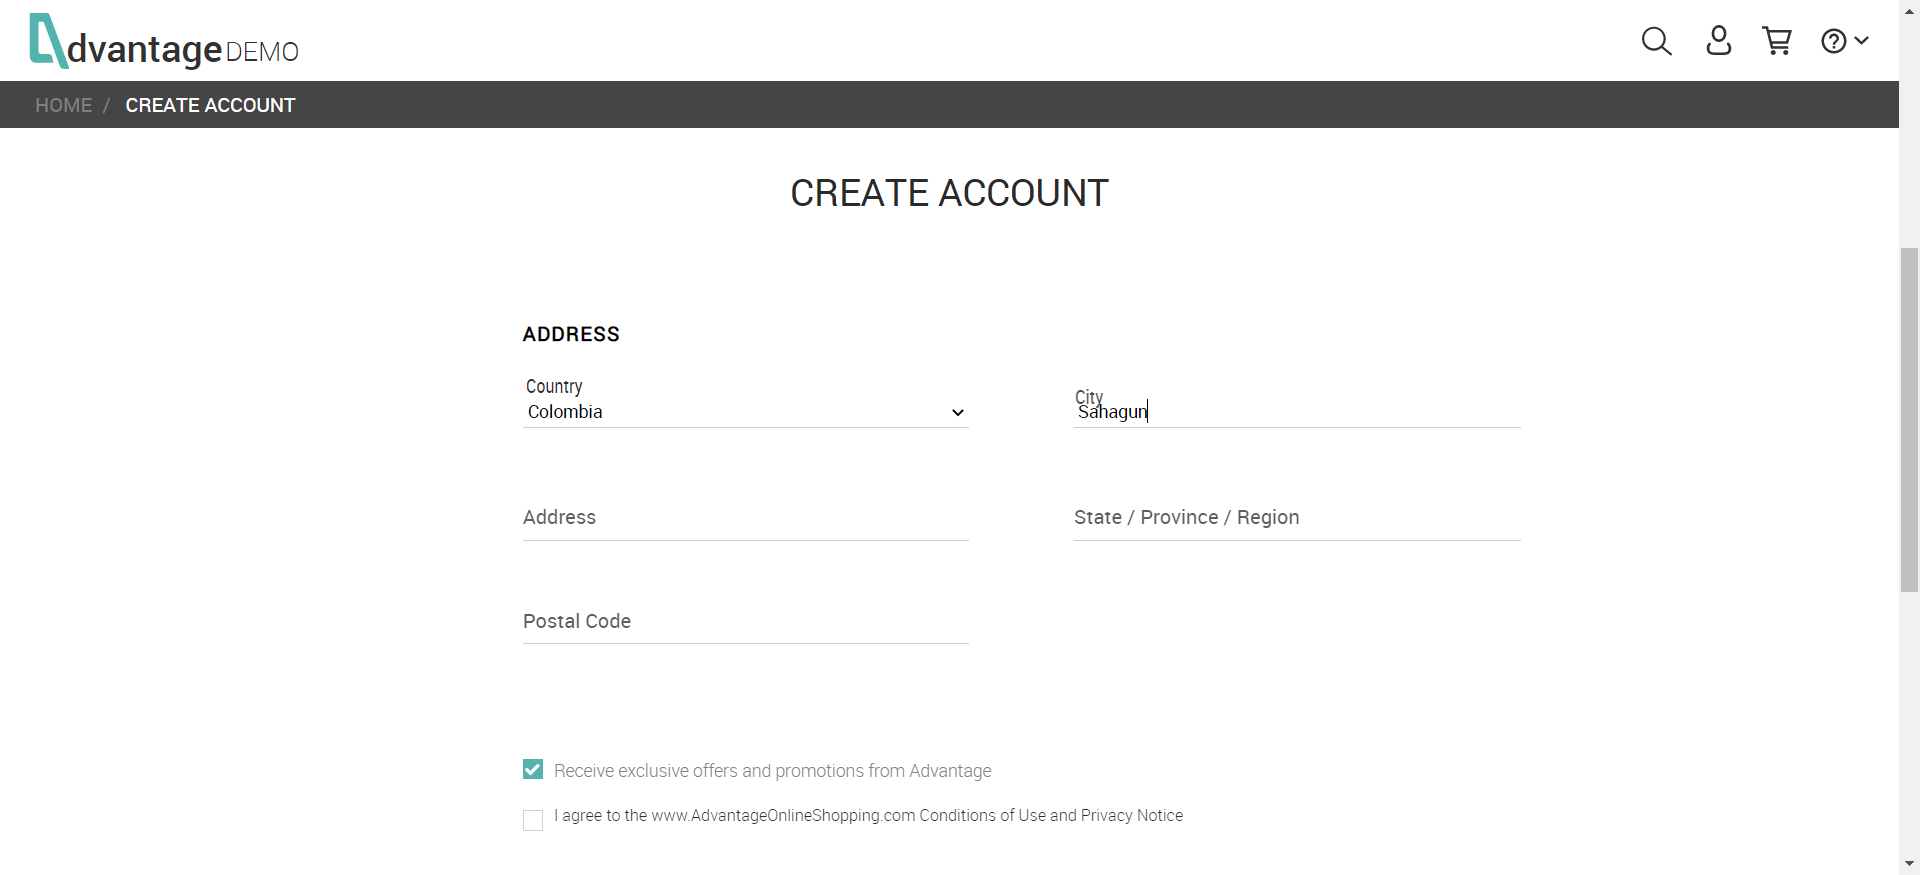 dvantage DEMO
HOME / CREATE ACCOUNT
CREATE ACCOUNT
ADDRESS
Country
Colombia
City
Sahagun
Address
State / Province / Region
Postal Code
Receive exclusive offers and promotions from Advantage
I agree to the www.AdvantageOnlineShopping.com Conditions of Use and Privacy Notice